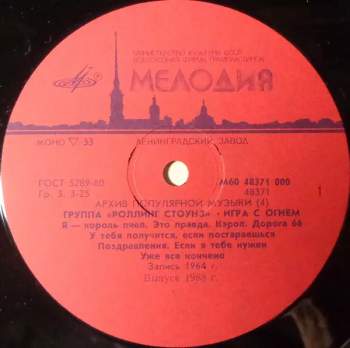 МИНИСТЕРСТВО КУЛЬТУРЫ СССР
ВСЕСОЮЗНАЯ ФИРМА ГРАМПЛАСТИНОК
МЕЛОДИЯ
МОНО ▽ 33
ЛЕНИНГРАДСКИЙ ЗАВОД
ГОСТ 5289-80
М60 48371 000
Гр. 3. 3-25
48371
1
АРХИВ ПОПУЛЯРНОЙ МУЗЫКИ (4)
ГРУППА «РОЛЛИНГ СТОУНЗ» · ИГРА С ОГНЕМ
Я — король пчел. Это правда. Кэрол. Дорога 66
У тебя получится, если постараешься
Поздравления. Если я тебе нужен
Уже все кончено
Запись 1964 г.
Выпуск 1988 г.